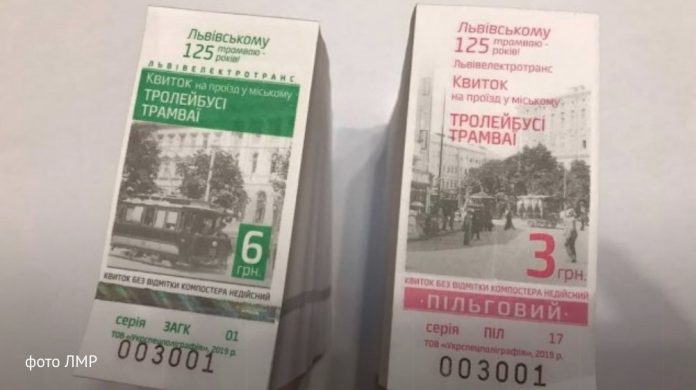 Львівському
125 трамваю -
років!
ЛЬВІВЕЛЕКТРОТРАНС
Квиток на проїзд у міському
ТРОЛЕЙБУСІ
ТРАМВАЇ
6
грн.
КВИТОК БЕЗ ВІДМІТКИ КОМПОСТЕРА НЕДІЙСНИЙ
серія ЗАГК 01
ТОВ «Укрспецполіграфія», 2019 р.
003001
Львівському
125 трамваю -
років!
Львівелектротранс
Квиток
на проїзд у міському
ТРОЛЕЙБУСІ
ТРАМВАЇ
3 грн.
КВИТОК БЕЗ ВІДМІТКИ КОМПОСТЕРА НЕДІЙСНИЙ
ПІЛЬГОВИЙ
серія ПІЛ 17
ТОВ «Укрспецполіграфія», 2019 р.
003001
фото ЛМР